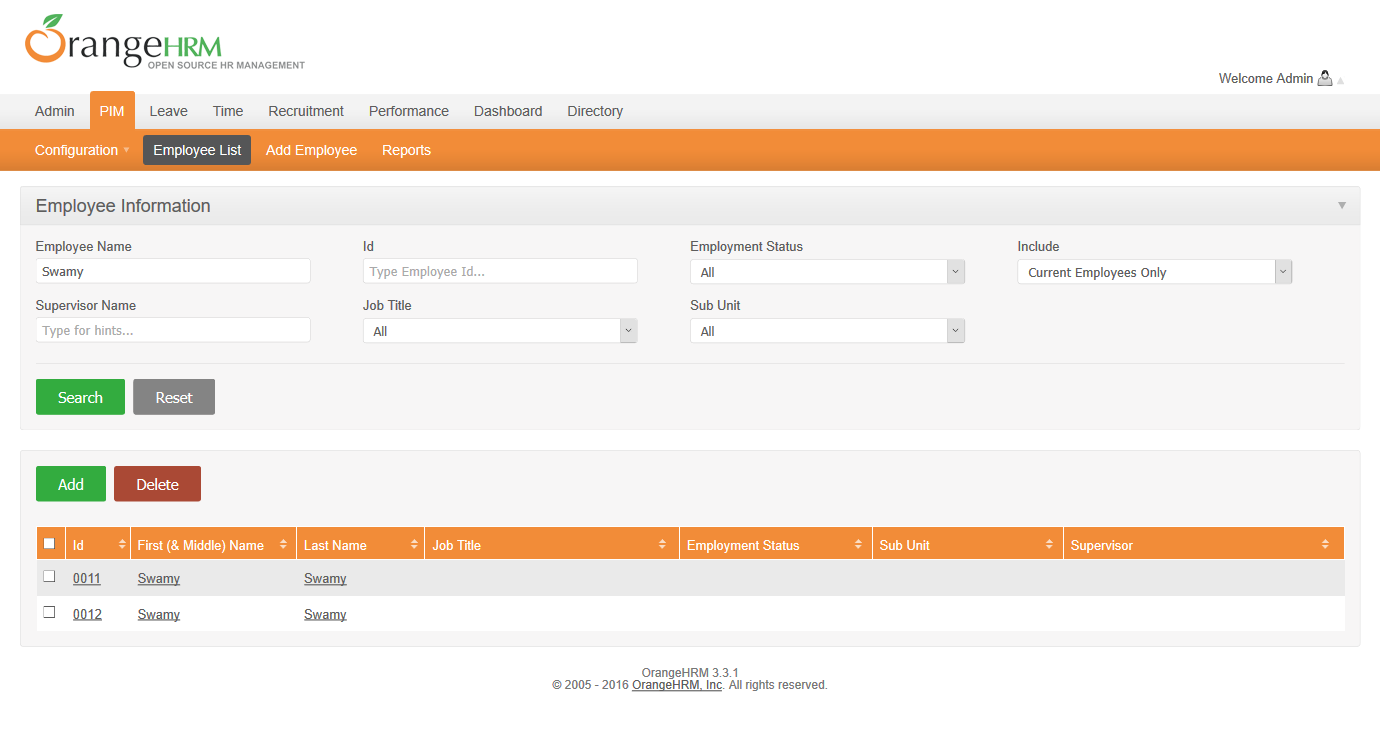 OrangeHRM
OPEN SOURCE HR MANAGEMENT
Welcome Admin
Admin PIM Leave Time Recruitment Performance Dashboard Directory
Configuration Employee List Add Employee Reports
Employee Information
Employee Name Id Employment Status Include
Swamy Type Employee Id... All Current Employees Only
Supervisor Name Job Title Sub Unit
Type for hints... All All
Search Reset
Add Delete
Id First (& Middle) Name Last Name Job Title Employment Status Sub Unit Supervisor
0011 Swamy Swamy
0012 Swamy Swamy
OrangeHRM 3.3.1
© 2005 - 2016 OrangeHRM, Inc. All rights reserved.